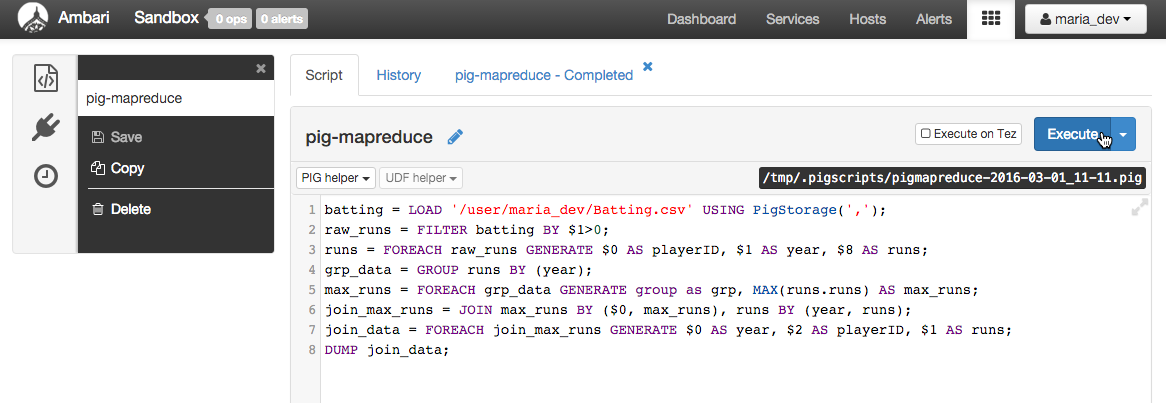 Ambari Sandbox 0 ops 0 alerts Dashboard Services Hosts Alerts maria_dev
Script History pig-mapreduce - Completed
pig-mapreduce
Save
Copy
Delete
pig-mapreduce Execute on Tez Execute
PIG helper UDF helper /tmp/.pigscripts/pigmapreduce-2016-03-01_11-11.pig
1 batting = LOAD '/user/maria_dev/Batting.csv' USING PigStorage(',');
2 raw_runs = FILTER batting BY $1>0;
3 runs = FOREACH raw_runs GENERATE $0 AS playerID, $1 AS year, $8 AS runs;
4 grp_data = GROUP runs BY (year);
5 max_runs = FOREACH grp_data GENERATE group as grp, MAX(runs.runs) AS max_runs;
6 join_max_runs = JOIN max_runs BY ($0, max_runs), runs BY (year, runs);
7 join_data = FOREACH join_max_runs GENERATE $0 AS year, $2 AS playerID, $1 AS runs;
8 DUMP join_data;